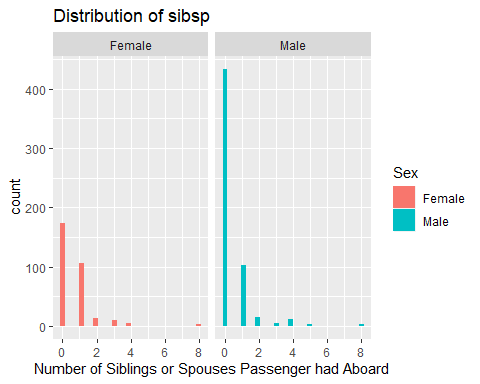 Distribution of sibsp
Female Male
400
300
200
100
0
count
0 2 4 6 8 0 2 4 6 8
Number of Siblings or Spouses Passenger had Aboard
Sex
Female
Male